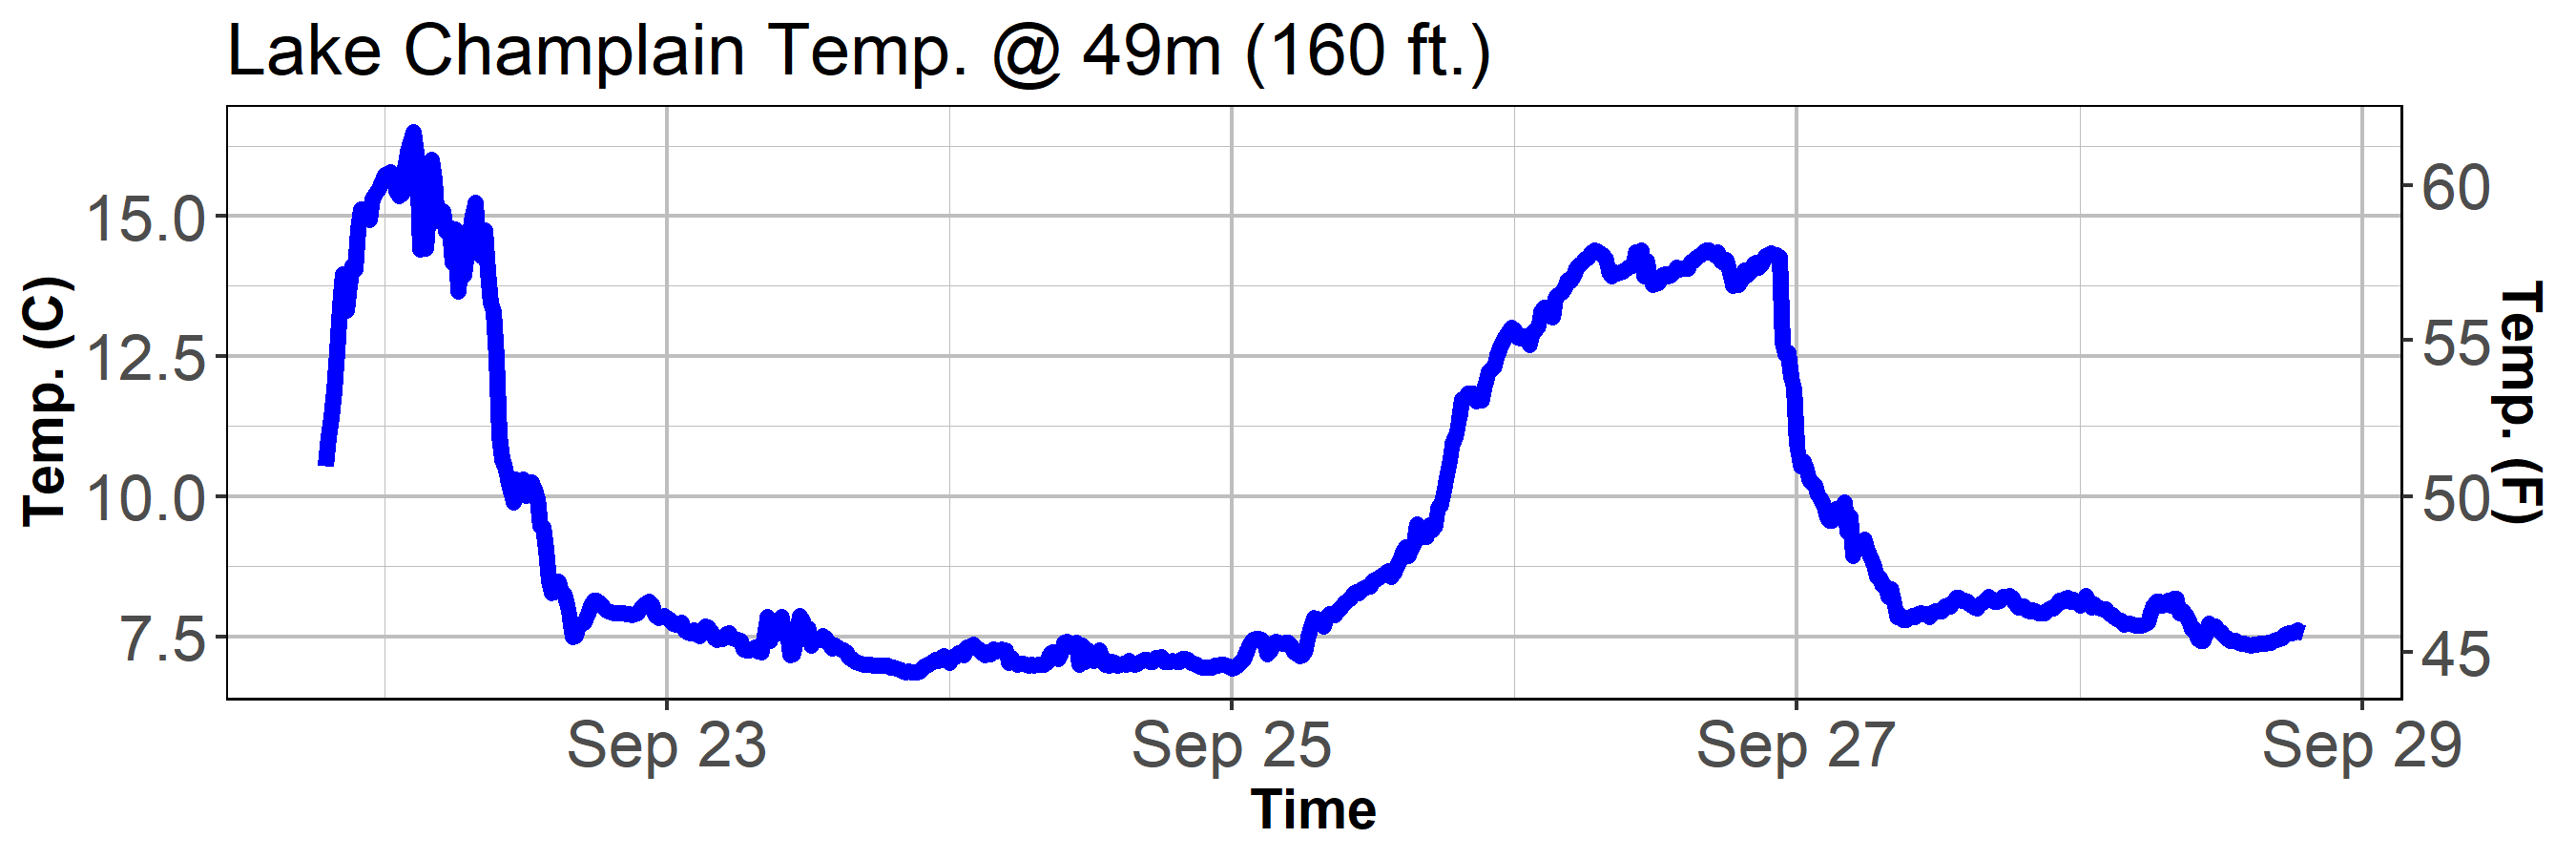 Lake Champlain Temp. @ 49m (160 ft.)
Temp. (C)
15.0
12.5
10.0
7.5
60
55
50
45
Temp. (F)
Sep 23 Sep 25 Sep 27 Sep 29
Time